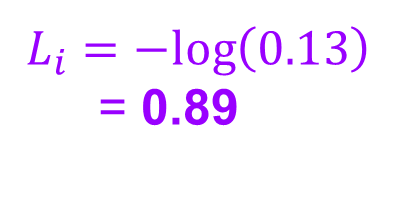 L_i = −log(0.13)
= 0.89